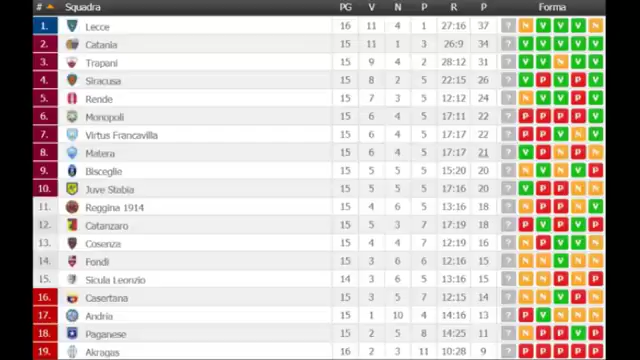 # Squadra PG V N P R P Forma
1. Lecce 16 11 4 1 27:16 37 ? N V V V N
2. Catania 15 11 1 3 26:9 34 ? V V V V V
3. Trapani 15 9 4 2 28:12 31 ? V V N V V
4. Siracusa 15 8 2 5 22:15 26 ? V P V P V
5. Rende 15 7 3 5 12:12 24 ? N V V P V
6. Monopoli 15 6 4 5 17:11 22 ? P P P P V
7. Virtus Francavilla 15 6 4 5 17:17 22 ? P P V N V
8. Matera 15 6 4 5 17:17 21 ? V P N P N
9. Bisceglie 15 5 5 5 15:20 20 ? N V N V P
10. Juve Stabia 15 5 5 5 17:16 20 ? V P P N N
11. Reggina 1914 15 4 6 5 13:16 18 ? N P P N V
12. Catanzaro 15 5 3 7 17:19 18 ? P V P V P
13. Cosenza 15 4 4 7 12:19 16 ? N P V V N
14. Fondi 15 3 6 6 12:16 15 ? N N V N N
15. Sicula Leonzio 14 3 6 5 13:16 15 ? N N P N P
16. Casertana 15 3 5 7 12:15 14 ? N N V P N
17. Andria 15 1 10 4 14:16 13 ? P V N N N
18. Paganese 15 2 5 8 14:25 11 ? N P P V P
19. Akragas 16 2 3 11 10:28 9 ? P P P P P